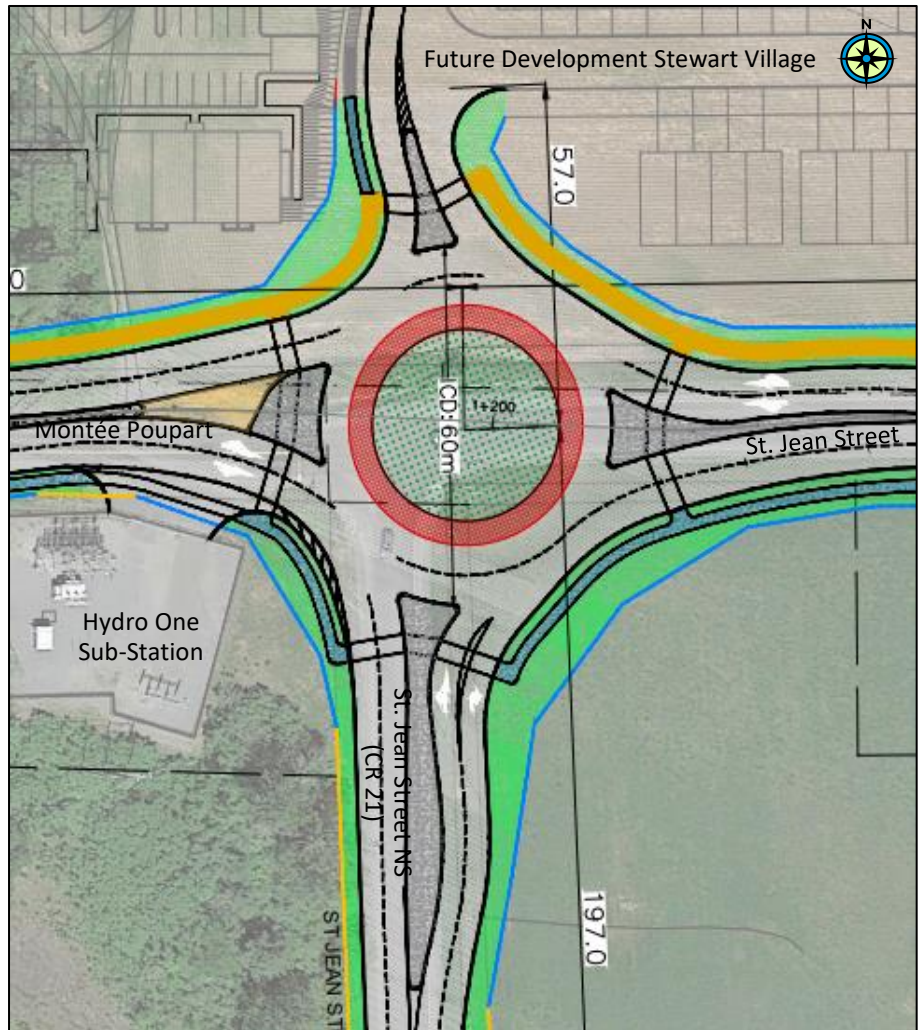 N
Future Development Stewart Village
57.0
0
ICD: 60m
1+200
Montée Poupart
St. Jean Street
Hydro One
Sub-Station
St. Jean Street NS
(CR 21)
ST JEAN ST
197.0